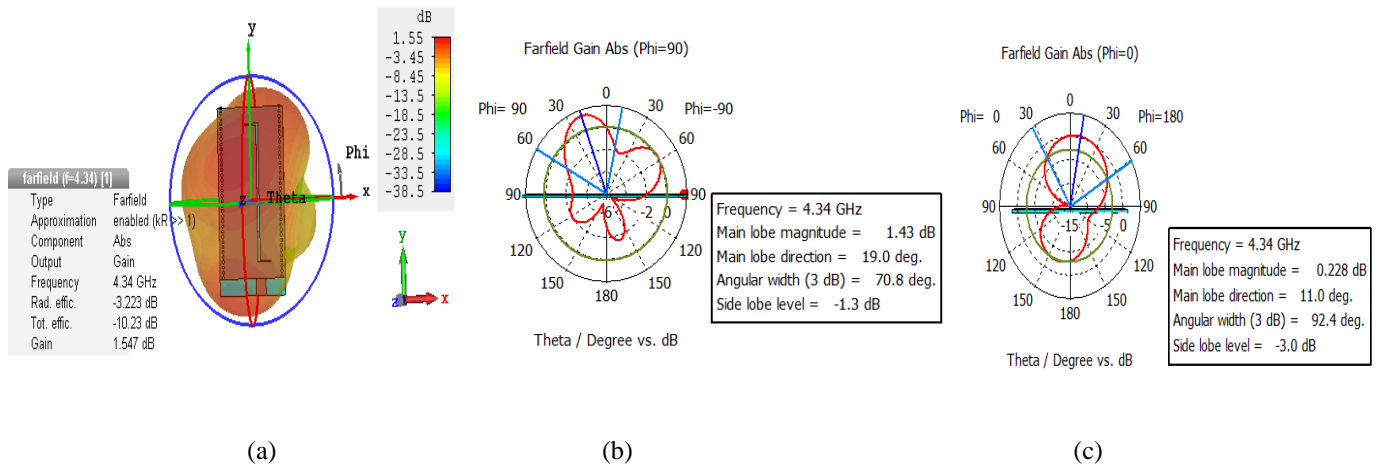 dB
1.55
-3.45
-8.45
-13.5
-18.5
-23.5
-28.5
-33.5
-38.5
y
Phi
x
z
Theta
y
z
x
farfield (f=4.34) [1]
Type Farfield
Approximation enabled (kR >> 1)
Component Abs
Output Gain
Frequency 4.34 GHz
Rad. effic. -3.223 dB
Tot. effic. -10.23 dB
Gain 1.547 dB
(a)
Farfield Gain Abs (Phi=90)
0
30 30
Phi= 90 Phi=-90
60 60
90 90
-6 -2 0
120 120
150 150
180
Theta / Degree vs. dB
Frequency = 4.34 GHz
Main lobe magnitude = 1.43 dB
Main lobe direction = 19.0 deg.
Angular width (3 dB) = 70.8 deg.
Side lobe level = -1.3 dB
(b)
Farfield Gain Abs (Phi=0)
0
30 30
Phi= 0 Phi=180
60 60
90 90
-15 -5 0
120 120
150 150
180
Theta / Degree vs. dB
Frequency = 4.34 GHz
Main lobe magnitude = 0.228 dB
Main lobe direction = 11.0 deg.
Angular width (3 dB) = 92.4 deg.
Side lobe level = -3.0 dB
(c)